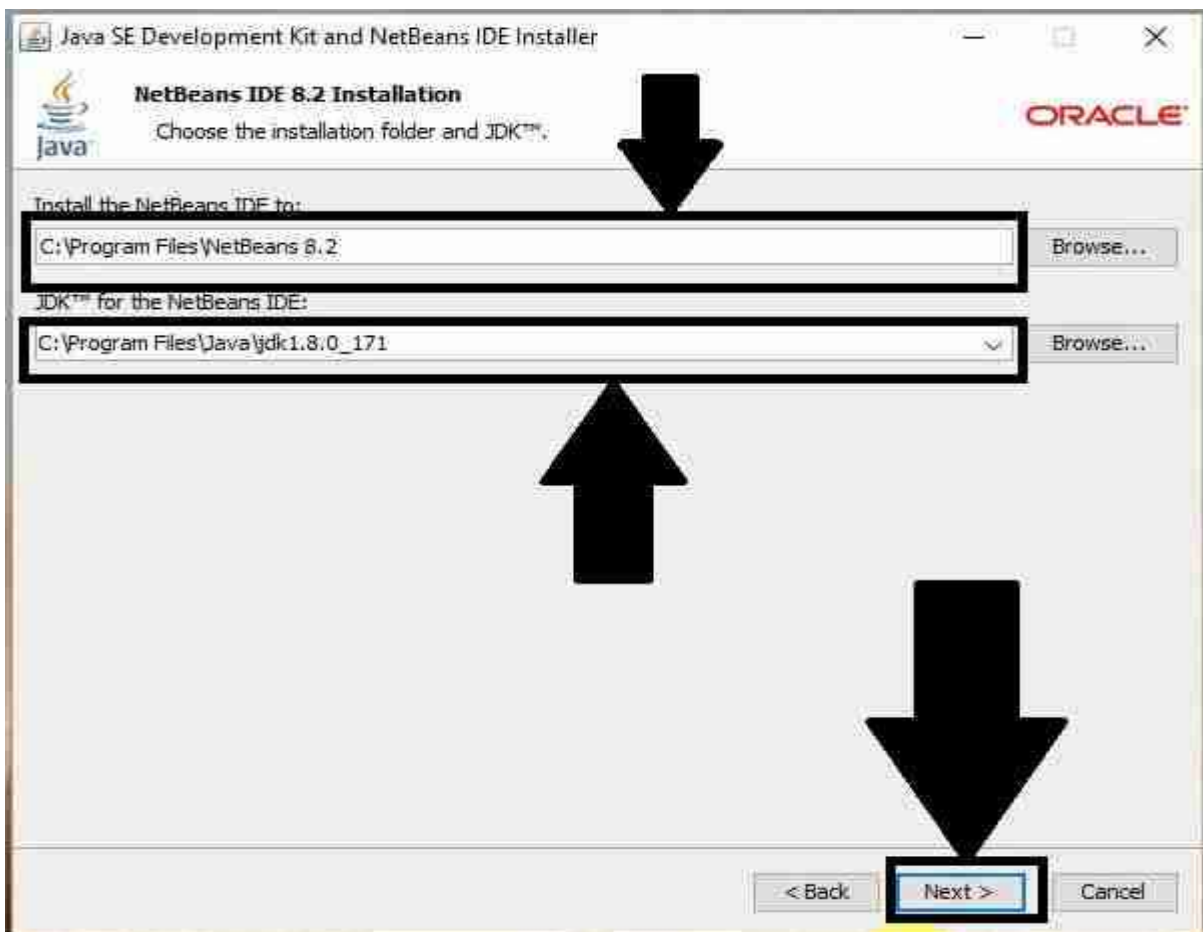 Java SE Development Kit and NetBeans IDE Installer
NetBeans IDE 8.2 Installation
Choose the installation folder and JDK™.
Java
ORACLE
Install the NetBeans IDE to:
C:\Program Files\NetBeans 8.2
Browse...
JDK™ for the NetBeans IDE:
C:\Program Files\Java\jdk1.8.0_171
Browse...
< Back
Next >
Cancel